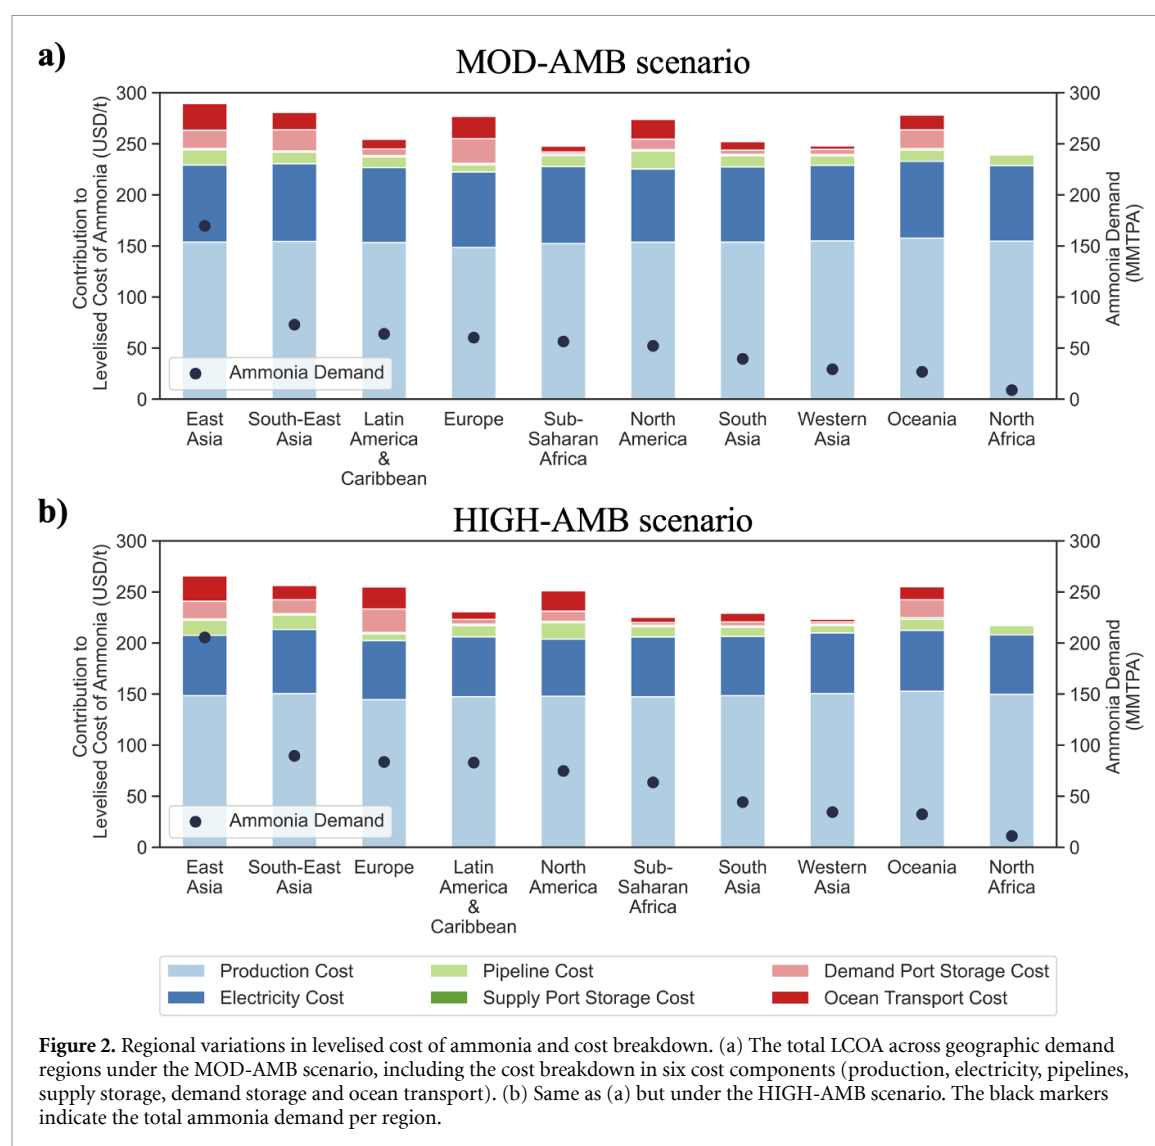 a)
MOD-AMB scenario
Contribution to
Levelised Cost of Ammonia (USD/t)
300
250
200
150
100
50
0
300
250
200
150
100
50
0
Ammonia Demand
(MMTPA)
Ammonia Demand
East
Asia
South-East
Asia
Latin
America
&
Caribbean
Europe
Sub-
Saharan
Africa
North
America
South
Asia
Western
Asia
Oceania
North
Africa
b)
HIGH-AMB scenario
Contribution to
Levelised Cost of Ammonia (USD/t)
300
250
200
150
100
50
0
300
250
200
150
100
50
0
Ammonia Demand
(MMTPA)
Ammonia Demand
East
Asia
South-East
Asia
Europe
Latin
America
&
Caribbean
North
America
Sub-
Saharan
Africa
South
Asia
Western
Asia
Oceania
North
Africa
Production Cost
Electricity Cost
Pipeline Cost
Supply Port Storage Cost
Demand Port Storage Cost
Ocean Transport Cost
Figure 2. Regional variations in levelised cost of ammonia and cost breakdown. (a) The total LCOA across geographic demand
regions under the MOD-AMB scenario, including the cost breakdown in six cost components (production, electricity, pipelines,
supply storage, demand storage and ocean transport). (b) Same as (a) but under the HIGH-AMB scenario. The black markers
indicate the total ammonia demand per region.